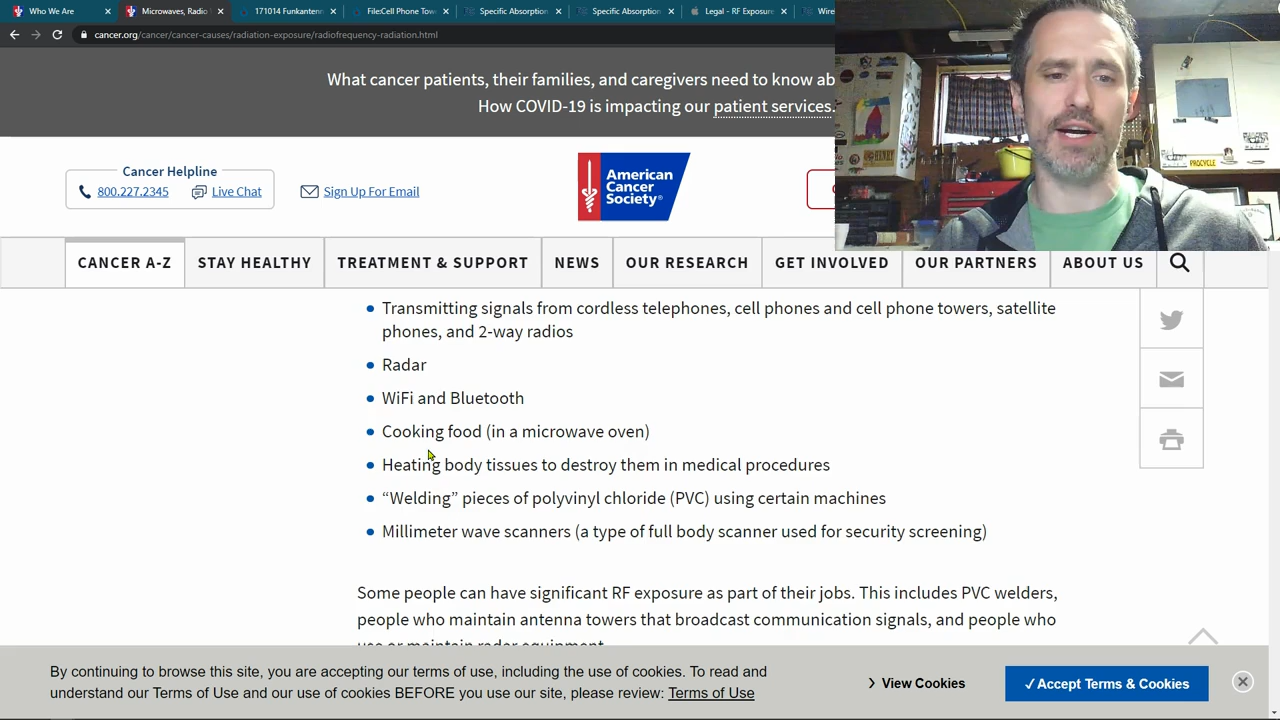 Who We Are
Microwaves, Radio
171014 Funkantenn
File:Cell Phone Tow
Specific Absorption
Specific Absorption
Legal - RF Exposure
Wire
cancer.org/cancer/cancer-causes/radiation-exposure/radiofrequency-radiation.html
What cancer patients, their families, and caregivers need to know ab
How COVID-19 is impacting our patient services.
Cancer Helpline
800.227.2345
Live Chat
Sign Up For Email
American
Cancer
Society®
CANCER A-Z
STAY HEALTHY
TREATMENT & SUPPORT
NEWS
OUR RESEARCH
GET INVOLVED
OUR PARTNERS
ABOUT US
HENRY
PROCYCLE
• Transmitting signals from cordless telephones, cell phones and cell phone towers, satellite
phones, and 2-way radios
• Radar
• WiFi and Bluetooth
• Cooking food (in a microwave oven)
• Heating body tissues to destroy them in medical procedures
• “Welding” pieces of polyvinyl chloride (PVC) using certain machines
• Millimeter wave scanners (a type of full body scanner used for security screening)
Some people can have significant RF exposure as part of their jobs. This includes PVC welders,
people who maintain antenna towers that broadcast communication signals, and people who
use or maintain radar equipment.
By continuing to browse this site, you are accepting our terms of use, including the use of cookies. To read and
understand our Terms of Use and our use of cookies BEFORE you use our site, please review: Terms of Use
View Cookies
✓Accept Terms & Cookies